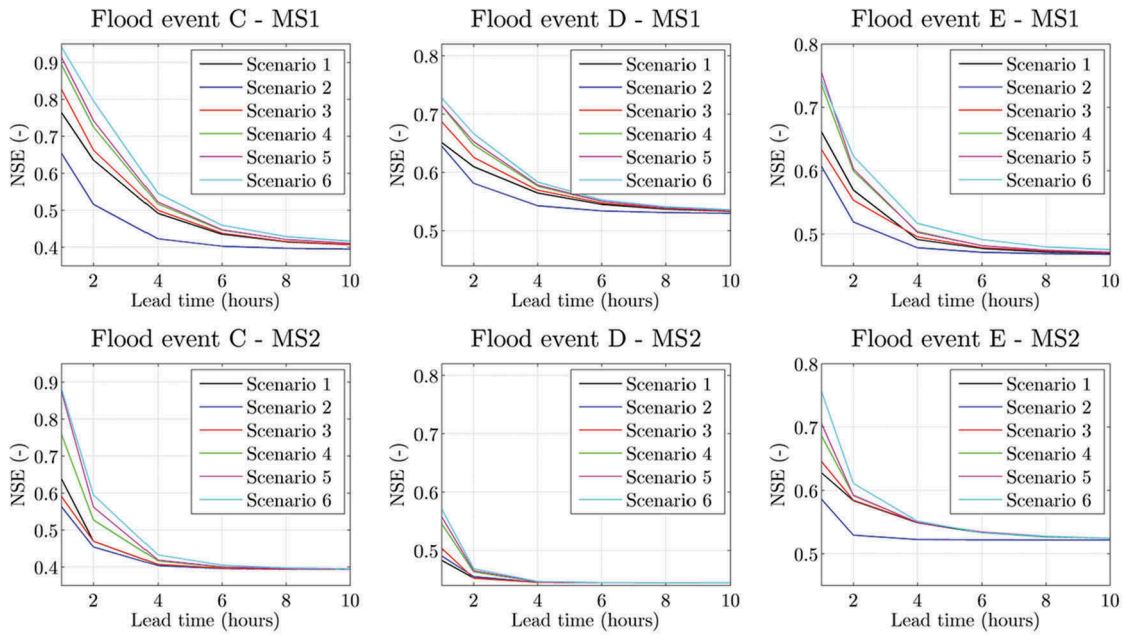 Flood event C - MS1
NSE (-)
0.9
0.8
0.7
0.6
0.5
0.4
Scenario 1
Scenario 2
Scenario 3
Scenario 4
Scenario 5
Scenario 6
2 4 6 8 10
Lead time (hours)
Flood event D - MS1
NSE (-)
0.8
0.7
0.6
0.5
Scenario 1
Scenario 2
Scenario 3
Scenario 4
Scenario 5
Scenario 6
2 4 6 8 10
Lead time (hours)
Flood event E - MS1
NSE (-)
0.8
0.7
0.6
0.5
Scenario 1
Scenario 2
Scenario 3
Scenario 4
Scenario 5
Scenario 6
2 4 6 8 10
Lead time (hours)
Flood event C - MS2
NSE (-)
0.9
0.8
0.7
0.6
0.5
0.4
Scenario 1
Scenario 2
Scenario 3
Scenario 4
Scenario 5
Scenario 6
2 4 6 8 10
Lead time (hours)
Flood event D - MS2
NSE (-)
0.8
0.7
0.6
0.5
Scenario 1
Scenario 2
Scenario 3
Scenario 4
Scenario 5
Scenario 6
2 4 6 8 10
Lead time (hours)
Flood event E - MS2
NSE (-)
0.8
0.7
0.6
0.5
Scenario 1
Scenario 2
Scenario 3
Scenario 4
Scenario 5
Scenario 6
2 4 6 8 10
Lead time (hours)